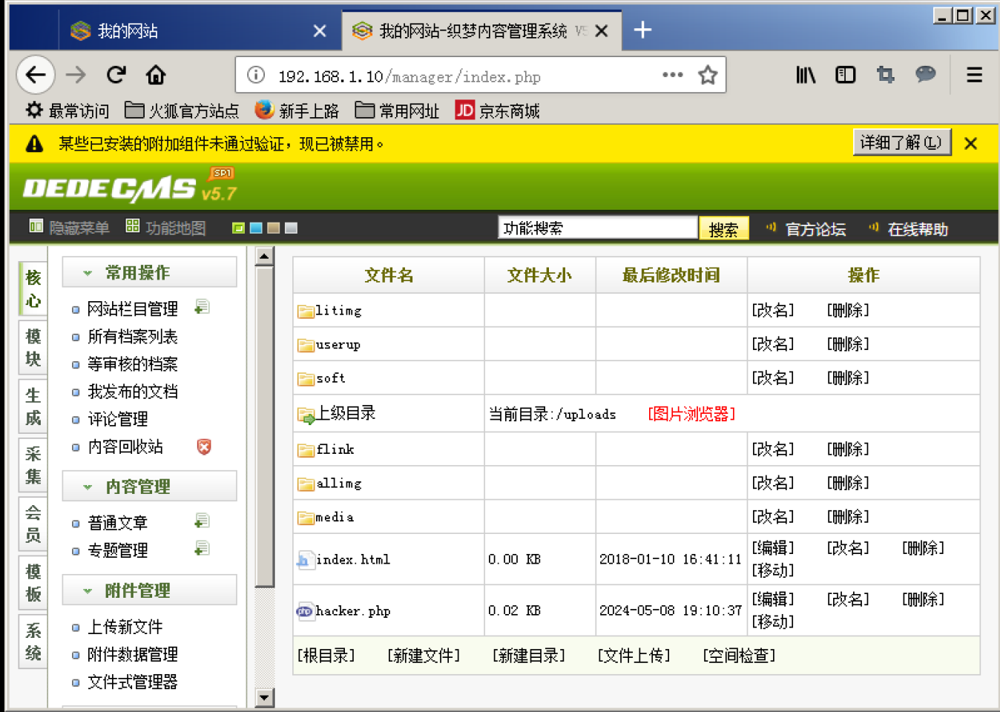 我的网站
我的网站-织梦内容管理系统 V5
192.168.1.10/manager/index.php
最常访问 火狐官方站点 新手上路 常用网址 JD 京东商城
某些已安装的附加组件未通过验证，现已被禁用。 详细了解(L)
DEDECMS v5.7 SP1
隐藏菜单 功能地图 功能搜索 搜索 官方论坛 在线帮助
核心
模块
生成
采集
会员
模板
系统
常用操作
网站栏目管理
所有档案列表
等审核的档案
我发布的文档
评论管理
内容回收站
内容管理
普通文章
专题管理
附件管理
上传新文件
附件数据管理
文件式管理器
文件名 文件大小 最后修改时间 操作
litimg [改名] [删除]
userup [改名] [删除]
soft [改名] [删除]
上级目录 当前目录:/uploads [图片浏览器]
flink [改名] [删除]
allimg [改名] [删除]
media [改名] [删除]
index.html 0.00 KB 2018-01-10 16:41:11 [编辑] [改名] [删除]
[移动]
php hacker.php 0.02 KB 2024-05-08 19:10:37 [编辑] [改名] [删除]
[移动]
[根目录] [新建文件] [新建目录] [文件上传] [空间检查]